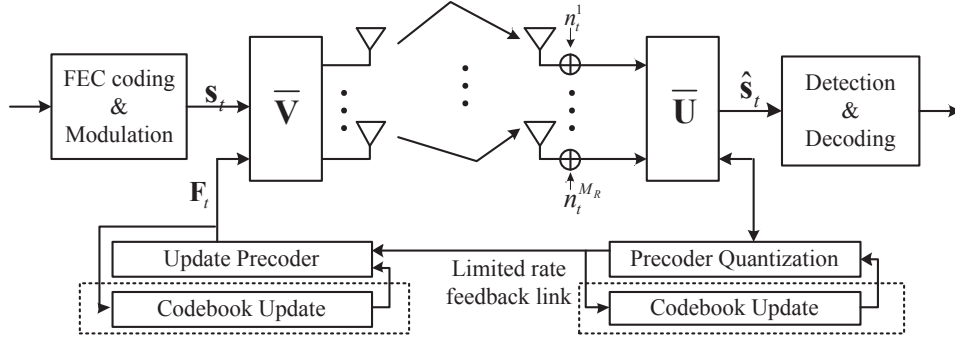 FEC coding
&
Modulation
s_t
V̅
n_t^1
n_t^{M_R}
U̅
ŝ_t
Detection
&
Decoding
F_t
Update Precoder
Codebook Update
Limited rate
feedback link
Precoder Quantization
Codebook Update